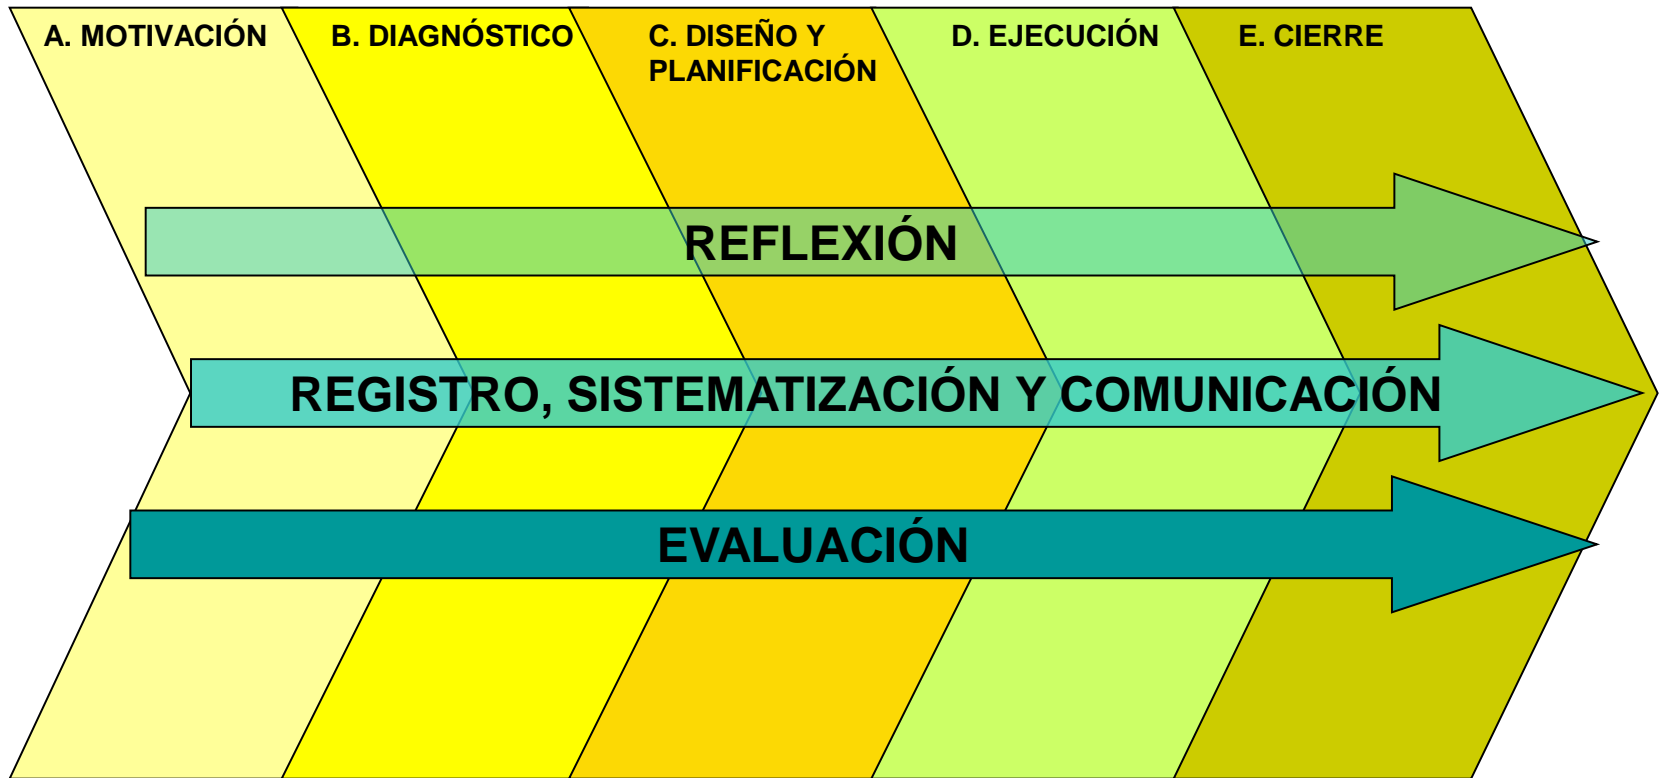 A. MOTIVACIÓN
B. DIAGNÓSTICO
C. DISEÑO Y
PLANIFICACIÓN
D. EJECUCIÓN
E. CIERRE
REFLEXIÓN
REGISTRO, SISTEMATIZACIÓN Y COMUNICACIÓN
EVALUACIÓN